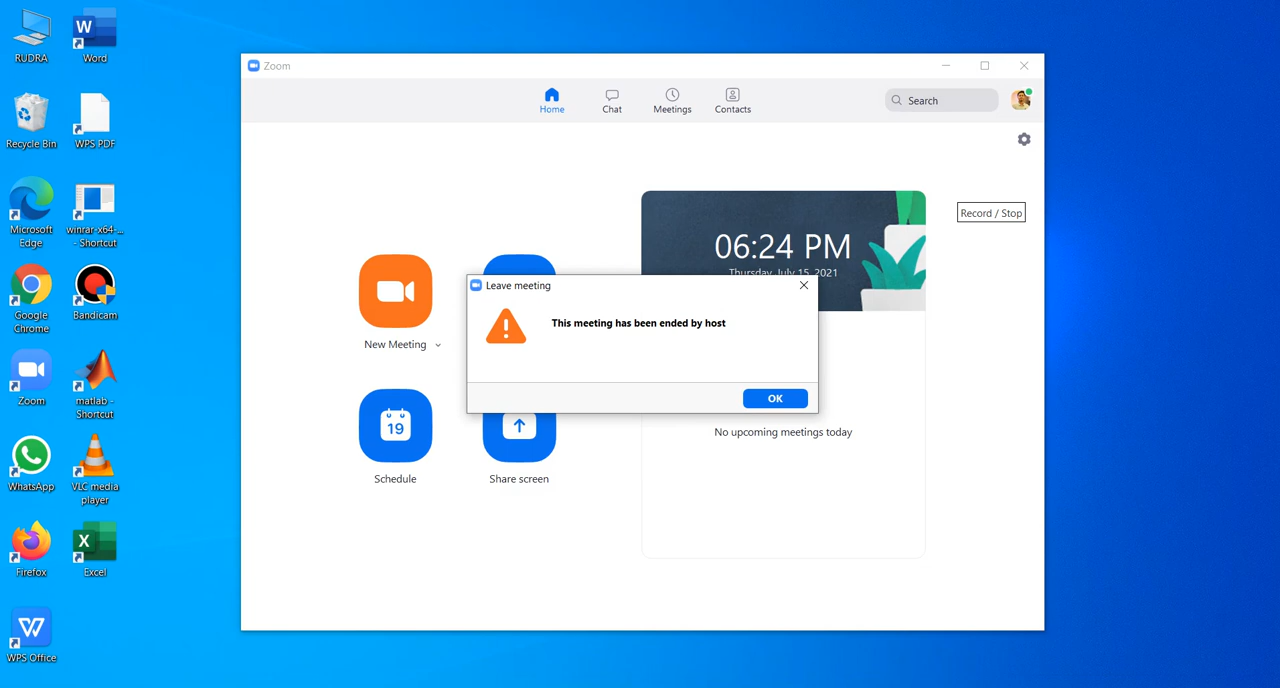 RUDRA
Word
Recycle Bin
WPS PDF
Microsoft
Edge
winrar-x64-...
- Shortcut
Google
Chrome
Bandicam
Zoom
matlab -
Shortcut
WhatsApp
VLC media
player
Firefox
Excel
WPS Office
Zoom
Home
Chat
Meetings
Contacts
Search
Record / Stop
06:24 PM
Thursday, July 15, 2021
New Meeting
Leave meeting
This meeting has been ended by host
OK
19
Schedule
Share screen
No upcoming meetings today